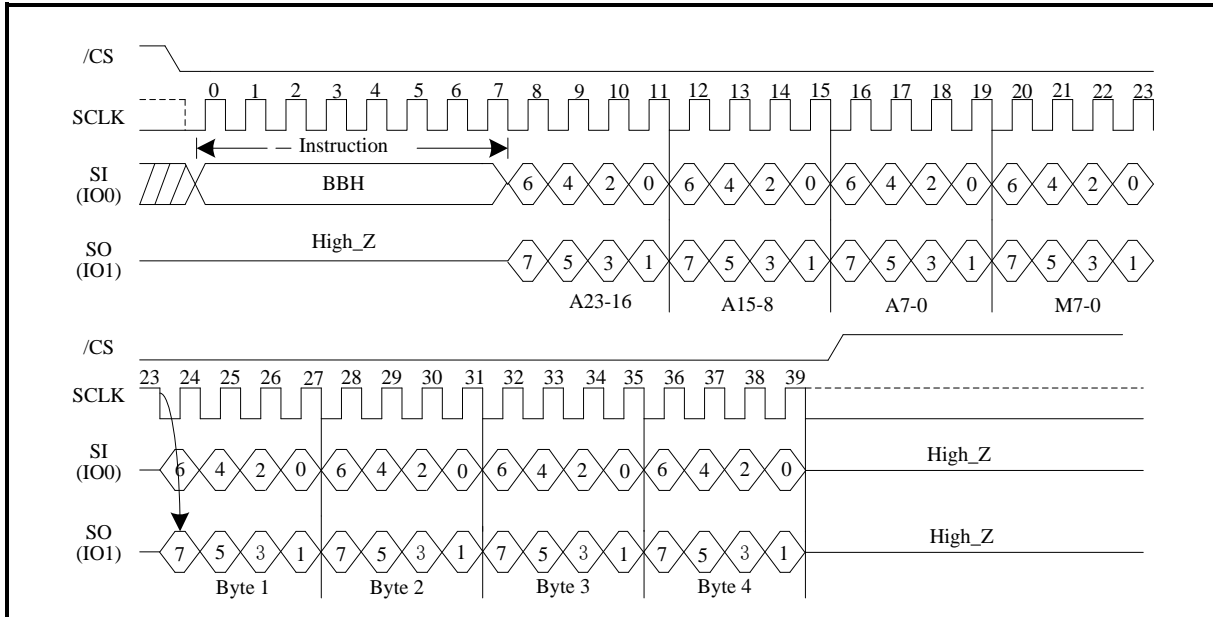 /CS
0 1 2 3 4 5 6 7 8 9 10 11 12 13 14 15 16 17 18 19 20 21 22 23
SCLK
Instruction
SI
(IO0)
BBH
6 4 2 0 6 4 2 0 6 4 2 0 6 4 2 0
SO
(IO1)
High_Z
7 5 3 1 7 5 3 1 7 5 3 1 7 5 3 1
A23-16 A15-8 A7-0 M7-0
/CS
23 24 25 26 27 28 29 30 31 32 33 34 35 36 37 38 39
SCLK
SI
(IO0)
6 4 2 0 6 4 2 0 6 4 2 0 6 4 2 0
High_Z
SO
(IO1)
7 5 3 1 7 5 3 1 7 5 3 1 7 5 3 1
High_Z
Byte 1 Byte 2 Byte 3 Byte 4